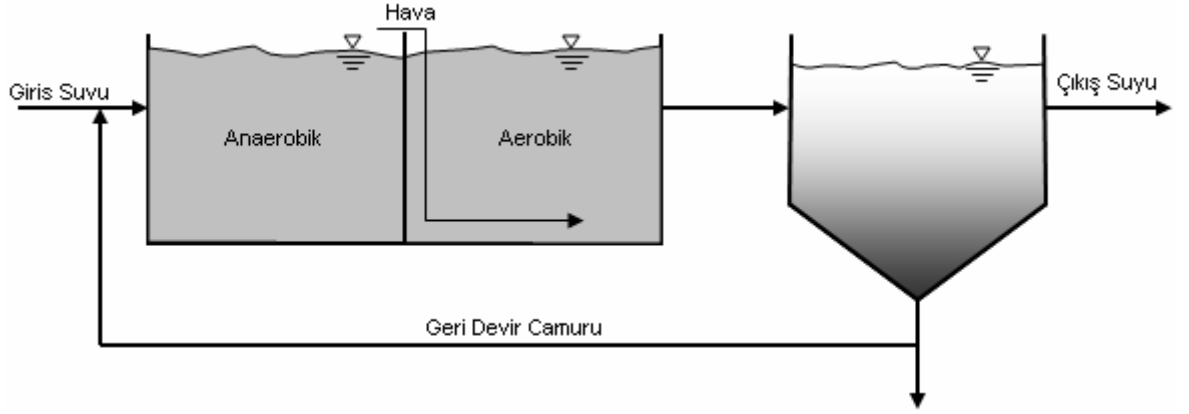 Hava
Giris Suvu
Çıkış Suyu
Anaerobik
Aerobik
Geri Devir Camuru